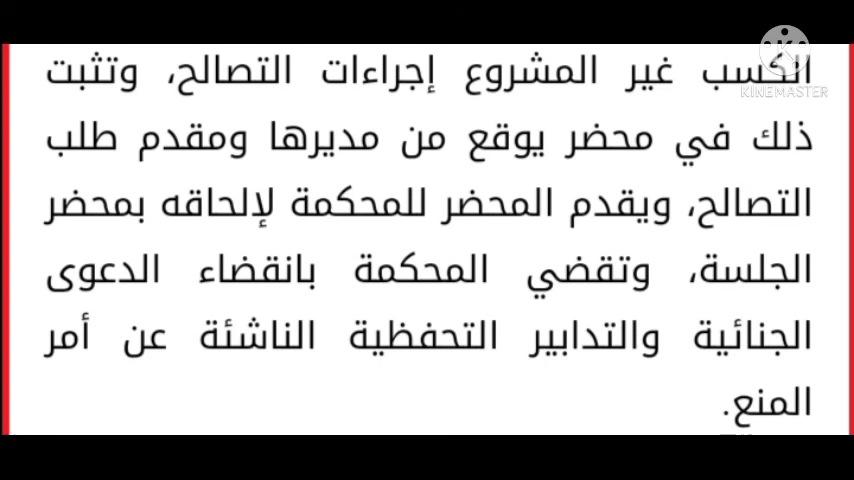 الكسب غير المشروع إجراءات التصالح، وتثبت
KINEMASTER
ذلك في محضر يوقع من مديرها ومقدم طلب
التصالح، ويقدم المحضر للمحكمة لإلحاقه بمحضر
الجلسة، وتقضي المحكمة بانقضاء الدعوى
الجنائية والتدابير التحفظية الناشئة عن أمر
المنع.